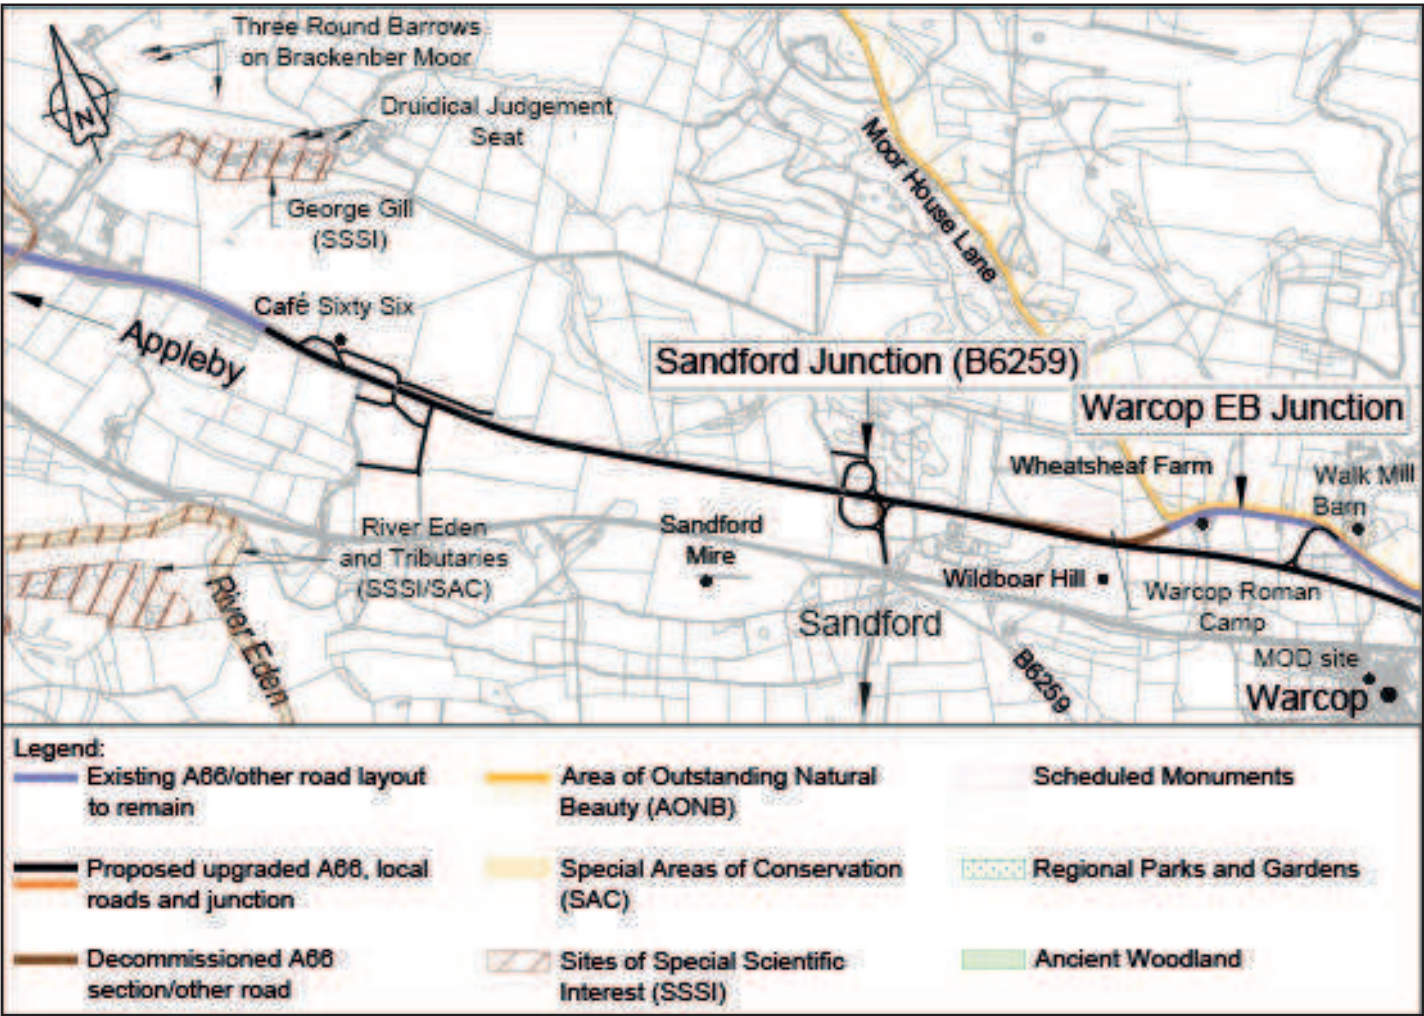 Three Round Barrows
on Brackenber Moor
Druidical Judgement
Seat
N
George Gill
(SSSI)
Moor House Lane
Café Sixty Six
Appleby
Sandford Junction (B6259)
Warcop EB Junction
Wheatsheaf Farm
Walk Mill
Barn
River Eden
and Tributaries
(SSSI/SAC)
Sandford
Mire
Wildboar Hill
Warcop Roman
Camp
River Eden
Sandford
B6259
MOD site
Warcop
Legend:
Existing A66/other road layout
to remain
Proposed upgraded A66, local
roads and junction
Decommissioned A66
section/other road
Area of Outstanding Natural
Beauty (AONB)
Special Areas of Conservation
(SAC)
Sites of Special Scientific
Interest (SSSI)
Scheduled Monuments
Regional Parks and Gardens
Ancient Woodland